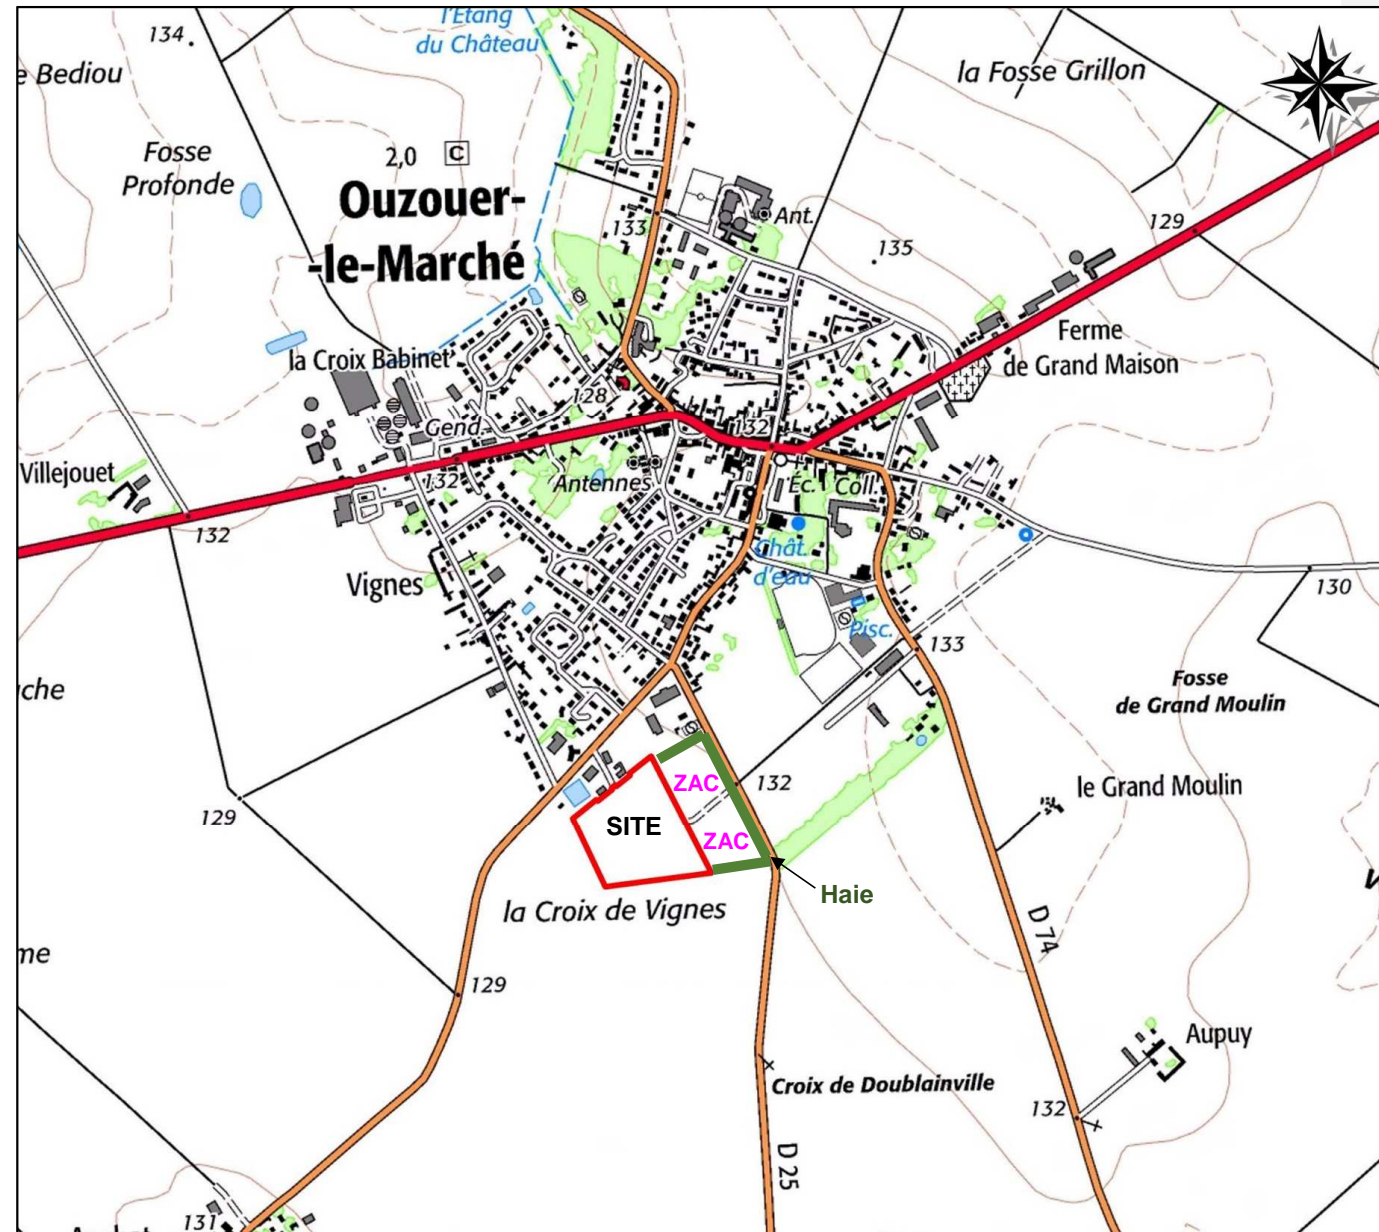 l'Etang
du Château
134
e Bediou
la Fosse Grillon
Fosse
Profonde
2,0 C
Ouzouer-
-le-Marché
133
Ant.
129
135
Ferme
de Grand Maison
la Croix Babinet
128
Gend.
132
132
Villejouet
Antennes
Éc.
Coll.
132
Chât.
d'eau
Vignes
130
Pisc.
133
Fosse
de Grand Moulin
che
ZAC
132
le Grand Moulin
129
SITE
ZAC
Haie
la Croix de Vignes
D 74
me
129
Aupuy
Croix de Doublainville
132
D 25
131